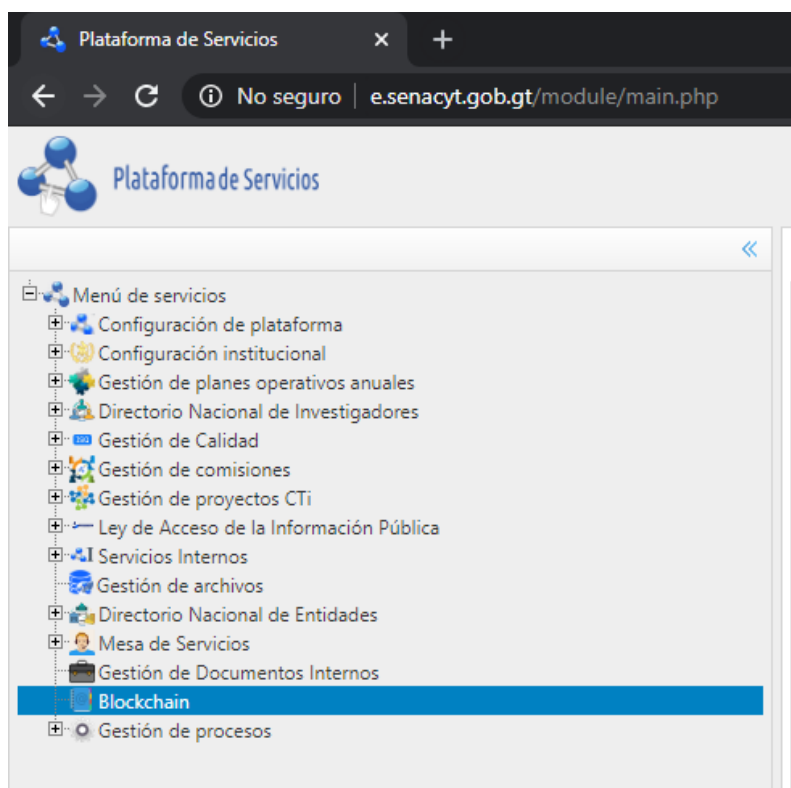 Plataforma de Servicios
No seguro | e.senacyt.gob.gt/module/main.php
Plataforma de Servicios
Menú de servicios
Configuración de plataforma
Configuración institucional
Gestión de planes operativos anuales
Directorio Nacional de Investigadores
Gestión de Calidad
Gestión de comisiones
Gestión de proyectos CTi
Ley de Acceso de la Información Pública
Servicios Internos
Gestión de archivos
Directorio Nacional de Entidades
Mesa de Servicios
Gestión de Documentos Internos
Blockchain
Gestión de procesos